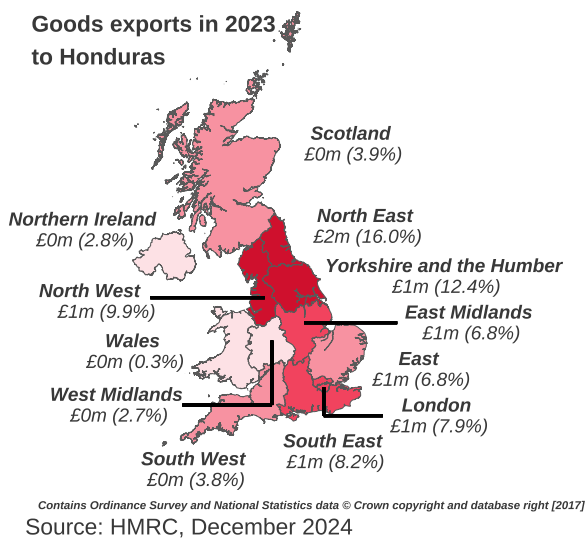 Goods exports in 2023
to Honduras
Scotland
£0m (3.9%)
Northern Ireland
£0m (2.8%)
North East
£2m (16.0%)
Yorkshire and the Humber
£1m (12.4%)
North West
£1m (9.9%)
East Midlands
£1m (6.8%)
Wales
£0m (0.3%)
East
£1m (6.8%)
West Midlands
£0m (2.7%)
London
£1m (7.9%)
South East
£1m (8.2%)
South West
£0m (3.8%)
Contains Ordinance Survey and National Statistics data © Crown copyright and database right [2017]
Source: HMRC, December 2024